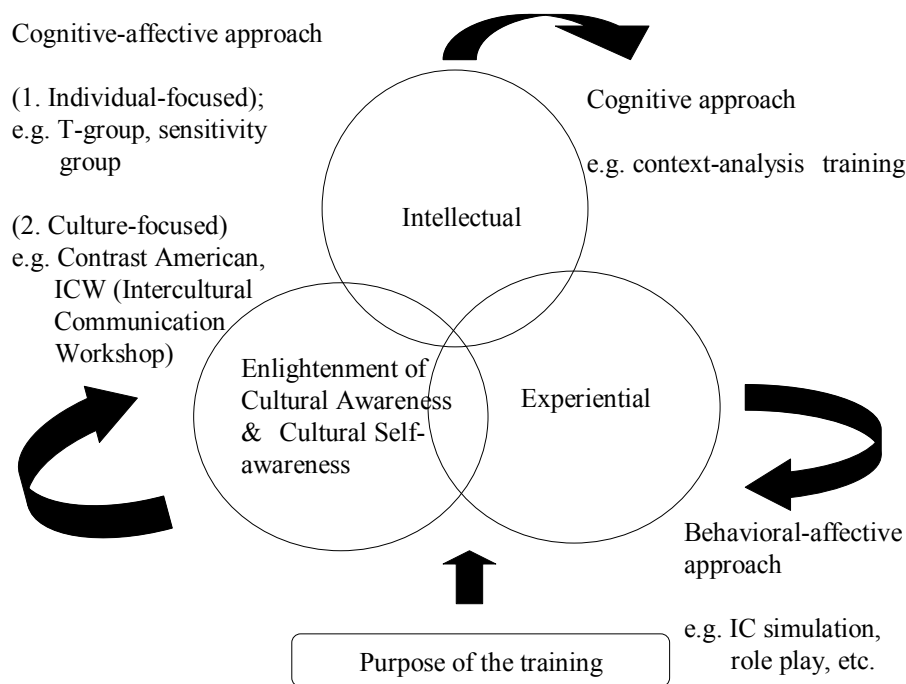 Cognitive-affective approach
(1. Individual-focused);
e.g. T-group, sensitivity
group
(2. Culture-focused)
e.g. Contrast American,
ICW (Intercultural
Communication
Workshop)
Cognitive approach
e.g. context-analysis training
Intellectual
Enlightenment of
Cultural Awareness
& Cultural Self-
awareness
Experiential
Behavioral-affective
approach
e.g. IC simulation,
role play, etc.
Purpose of the training